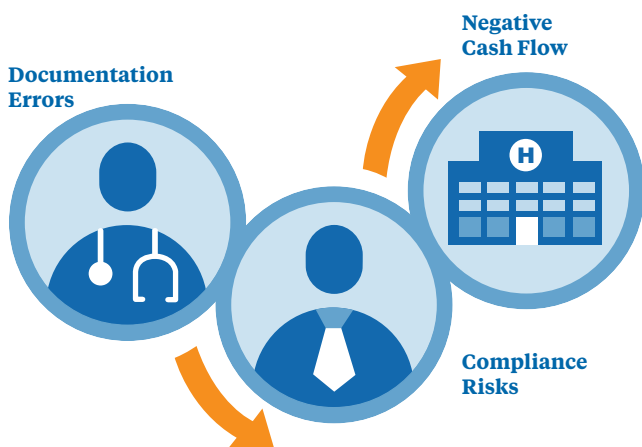 Documentation
Errors
Negative
Cash Flow
H
Compliance
Risks